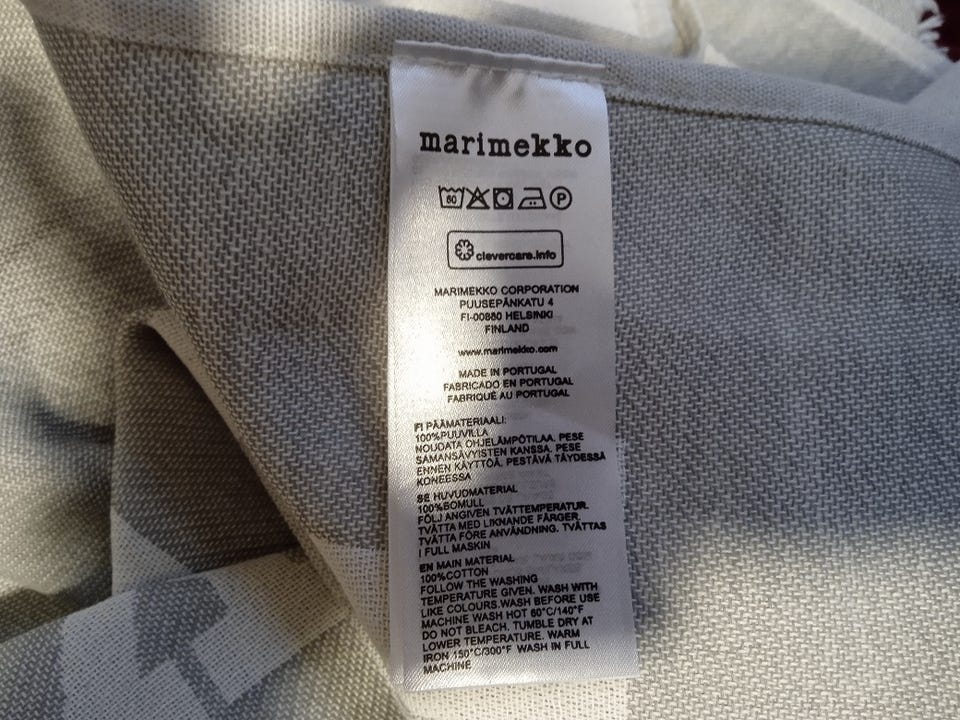 marimekko
60 P
clevercare.info
MARIMEKKO CORPORATION
PUUSEPÄNKATU 4
FI-00880 HELSINKI
FINLAND
www.marimekko.com
MADE IN PORTUGAL
FABRICADO EN PORTUGAL
FABRIQUÉ AU PORTUGAL
FI PÄÄMATERIAALI:
100%PUUVILLA
NOUDATA OHJELÄMPÖTILAA. PESE
SAMANSÄVYISTEN KANSSA. PESE
ENNEN KÄYTTÖÄ. PESTÄVÄ TÄYDESSÄ
KONEESSA
SE HUVUDMATERIAL
100%BOMULL
FÖLJ ANGIVEN TVÄTTEMPERATUR.
TVÄTTA MED LIKNANDE FÄRGER.
TVÄTTA FÖRE ANVÄNDNING. TVÄTTAS
I FULL MASKIN
EN MAIN MATERIAL
100%COTTON
FOLLOW THE WASHING
TEMPERATURE GIVEN. WASH WITH
LIKE COLOURS.WASH BEFORE USE
MACHINE WASH HOT 60°C/140°F
DO NOT BLEACH. TUMBLE DRY AT
LOWER TEMPERATURE. WARM
IRON 150°C/300°F WASH IN FULL
MACHINE